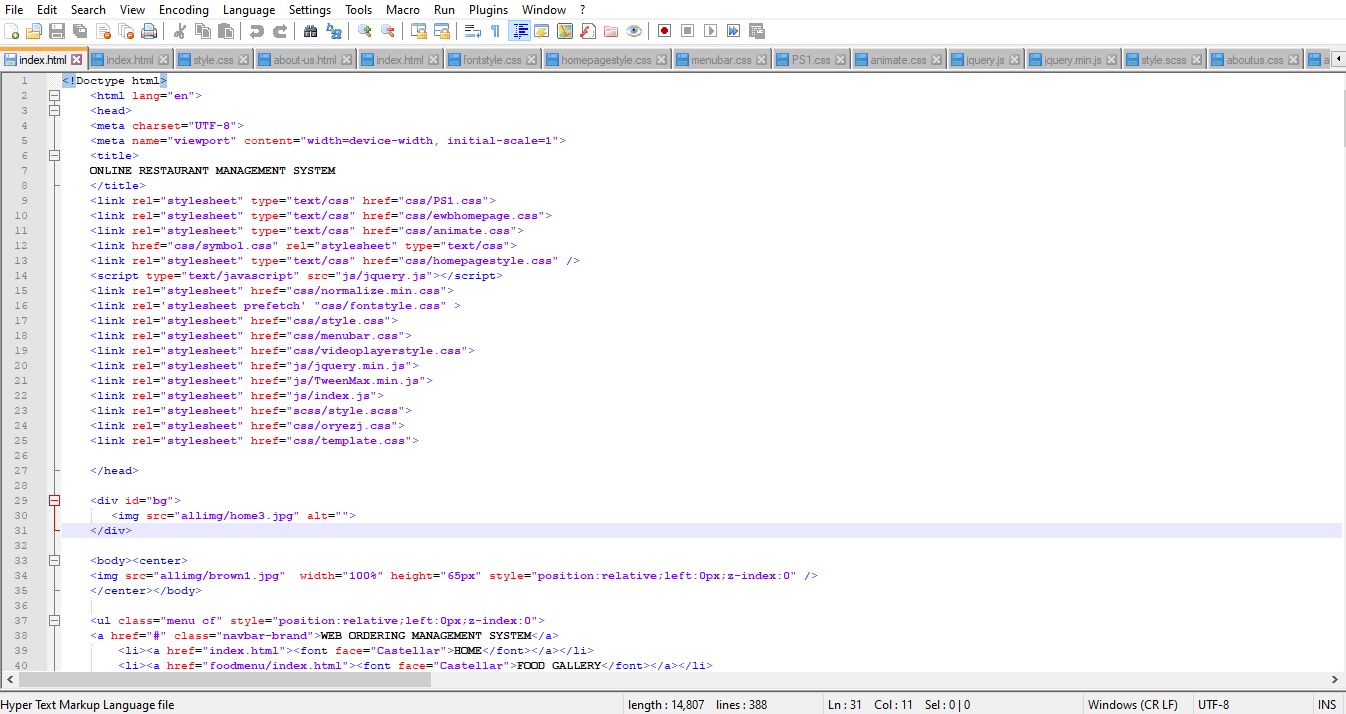 File Edit Search View Encoding Language Settings Tools Macro Run Plugins Window ?
index.html index.html style.css about-us.html index.html fontstyle.css homepagestyle.css menubar.css PS1.css animate.css jquery.js jquery.min.js style.scss aboutus.css a
1 <!Doctype html>
2 <html lang="en">
3 <head>
4 <meta charset="UTF-8">
5 <meta name="viewport" content="width=device-width, initial-scale=1">
6 <title>
7 ONLINE RESTAURANT MANAGEMENT SYSTEM
8 </title>
9 <link rel="stylesheet" type="text/css" href="css/PS1.css">
10 <link rel="stylesheet" type="text/css" href="css/ewbhomepage.css">
11 <link rel="stylesheet" type="text/css" href="css/animate.css">
12 <link href="css/symbol.css" rel="stylesheet" type="text/css">
13 <link rel="stylesheet" type="text/css" href="css/homepagestyle.css" />
14 <script type="text/javascript" src="js/jquery.js"></script>
15 <link rel="stylesheet" href="css/normalize.min.css">
16 <link rel='stylesheet prefetch' "css/fontstyle.css" >
17 <link rel="stylesheet" href="css/style.css">
18 <link rel="stylesheet" href="css/menubar.css">
19 <link rel="stylesheet" href="css/videoplayerstyle.css">
20 <link rel="stylesheet" href="js/jquery.min.js">
21 <link rel="stylesheet" href="js/TweenMax.min.js">
22 <link rel="stylesheet" href="js/index.js">
23 <link rel="stylesheet" href="scss/style.scss">
24 <link rel="stylesheet" href="css/oryezj.css">
25 <link rel="stylesheet" href="css/template.css">
26
27 </head>
28
29 <div id="bg">
30 <img src="allimg/home3.jpg" alt="">
31 </div>
32
33 <body><center>
34 <img src="allimg/brown1.jpg"  width="100%" height="65px" style="position:relative;left:0px;z-index:0" />
35 </center></body>
36
37 <ul class="menu cf" style="position:relative;left:0px;z-index:0">
38 <a href="#" class="navbar-brand">WEB ORDERING MANAGEMENT SYSTEM</a>
39 <li><a href="index.html"><font face="Castellar">HOME</font></a></li>
40 <li><a href="foodmenu/index.html"><font face="Castellar">FOOD GALLERY</font></a></li>
Hyper Text Markup Language file length : 14,807 lines : 388 Ln : 31 Col : 11 Sel : 0 | 0 Windows (CR LF) UTF-8 INS